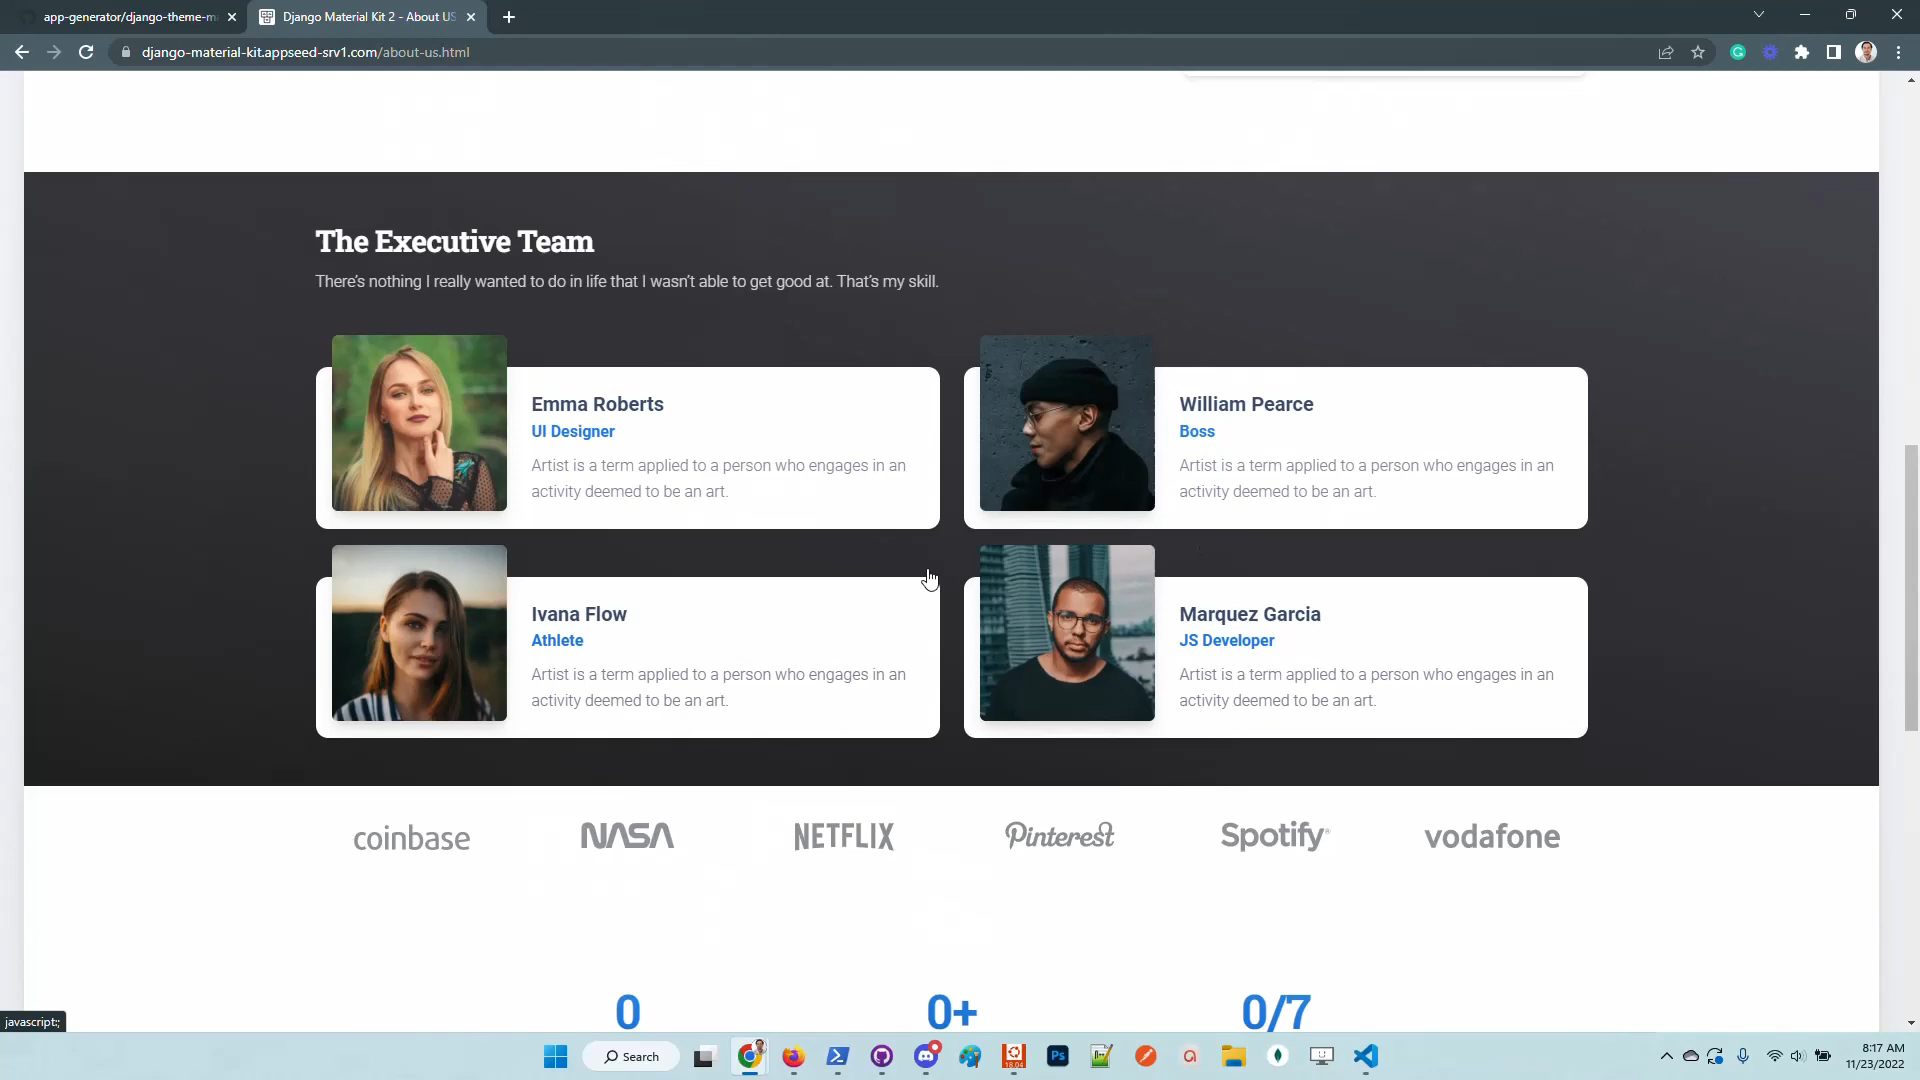 app-generator/django-theme-ma
Django Material Kit 2 - About US
django-material-kit.appseed-srv1.com/about-us.html
The Executive Team
There's nothing I really wanted to do in life that I wasn't able to get good at. That's my skill.
Emma Roberts
UI Designer
Artist is a term applied to a person who engages in an
activity deemed to be an art.
William Pearce
Boss
Artist is a term applied to a person who engages in an
activity deemed to be an art.
Ivana Flow
Athlete
Artist is a term applied to a person who engages in an
activity deemed to be an art.
Marquez Garcia
JS Developer
Artist is a term applied to a person who engages in an
activity deemed to be an art.
coinbase
NASA
NETFLIX
Pinterest
Spotify®
vodafone
0
0+
0/7
javascript:;
Search
18.04
Ps
8:17 AM
11/23/2022